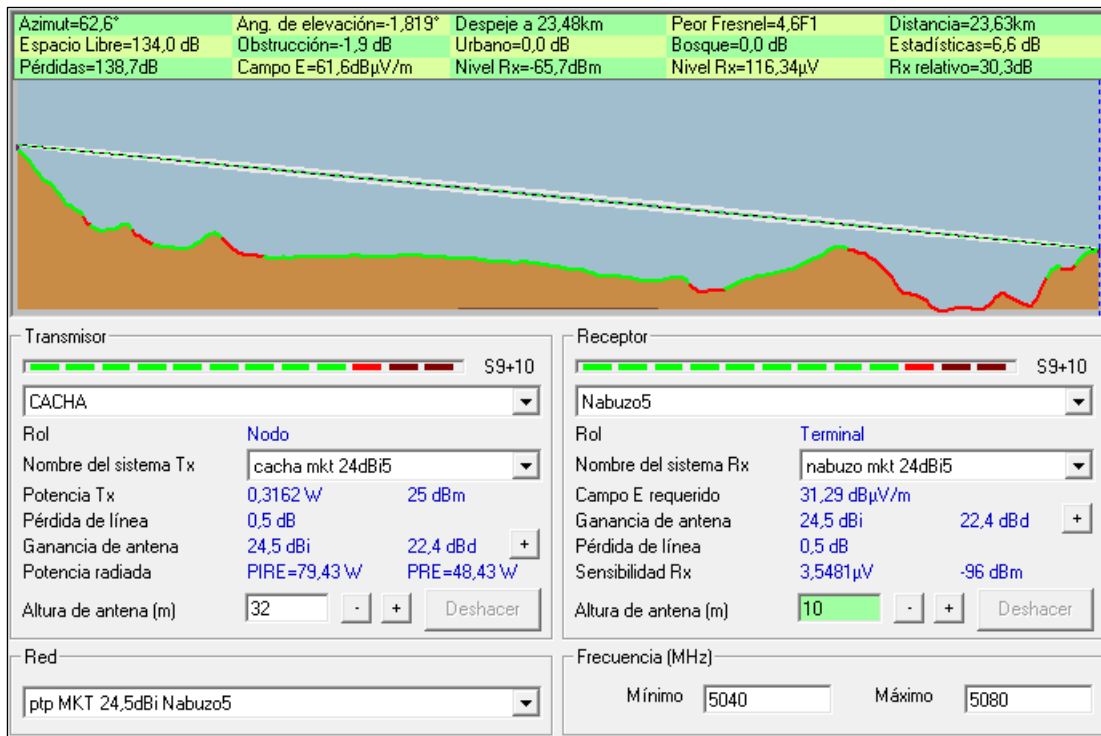 Azimut=62,6° Ang. de elevación=-1,819° Despeje a 23,48km Peor Fresnel=4,6F1 Distancia=23,63km
Espacio Libre=134,0 dB Obstrucción=-1,9 dB Urbano=0,0 dB Bosque=0,0 dB Estadísticas=6,6 dB
Pérdidas=138,7dB Campo E=61,6dBµV/m Nivel Rx=-65,7dBm Nivel Rx=116,34µV Rx relativo=30,3dB
Transmisor
S9+10
CACHA
Rol Nodo
Nombre del sistema Tx cacha mkt 24dBi5
Potencia Tx 0,3162 W 25 dBm
Pérdida de línea 0,5 dB
Ganancia de antena 24,5 dBi 22,4 dBd +
Potencia radiada PIRE=79,43 W PRE=48,43 W
Altura de antena (m) 32 - + Deshacer
Receptor
S9+10
Nabuzo5
Rol Terminal
Nombre del sistema Rx nabuzo mkt 24dBi5
Campo E requerido 31,29 dBµV/m
Ganancia de antena 24,5 dBi 22,4 dBd +
Pérdida de línea 0,5 dB
Sensibilidad Rx 3,5481µV -96 dBm
Altura de antena (m) 10 - + Deshacer
Red
ptp MKT 24,5dBi Nabuzo5
Frecuencia (MHz)
Mínimo 5040 Máximo 5080